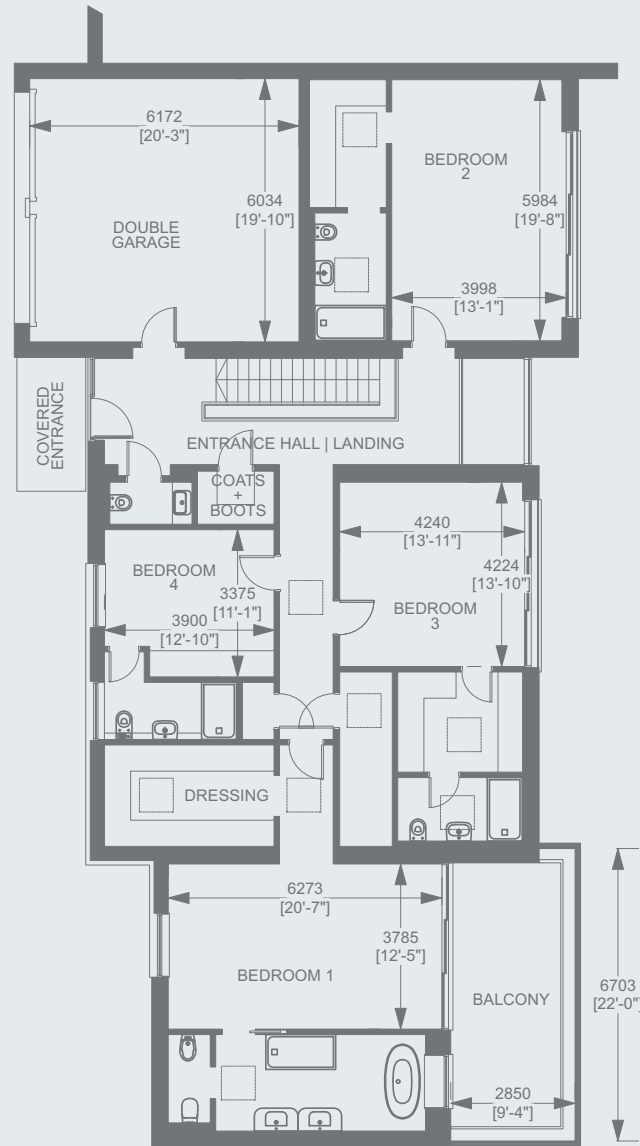 6172
[20'-3"]
6034
[19'-10"]
DOUBLE
GARAGE
BEDROOM
2
5984
[19'-8"]
3998
[13'-1"]
COVERED
ENTRANCE
ENTRANCE HALL | LANDING
COATS
+
BOOTS
BEDROOM
4
3375
[11'-1"]
3900
[12'-10"]
4240
[13'-11"]
4224
[13'-10"]
BEDROOM
3
DRESSING
6273
[20'-7"]
3785
[12'-5"]
BEDROOM 1
BALCONY
6703
[22'-0"]
2850
[9'-4"]